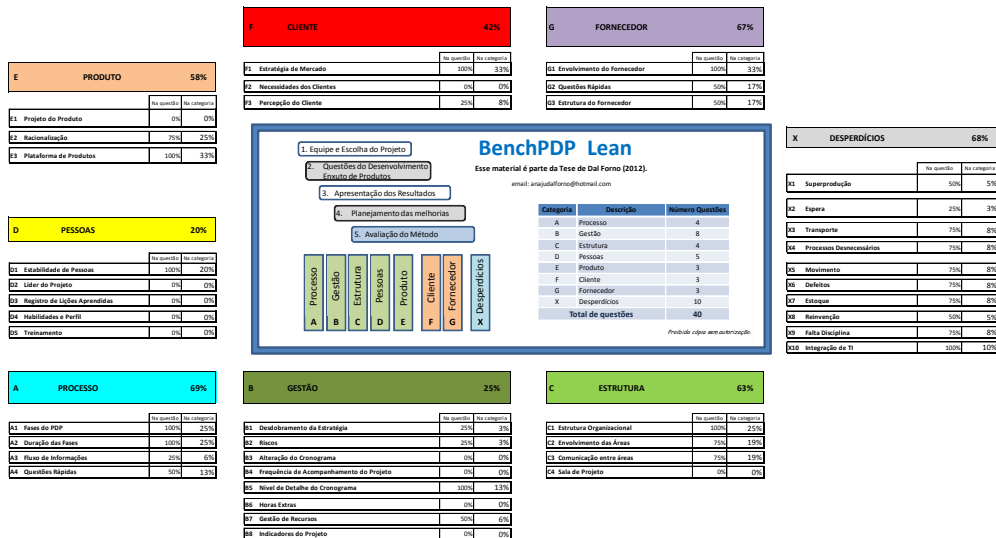 F CLIENTE 42%
Na questão Na categoria
F1 Estratégia de Mercado 100% 33%
F2 Necessidades dos Clientes 0% 0%
F3 Percepção do Cliente 25% 8%
G FORNECEDOR 67%
Na questão Na categoria
G1 Envolvimento do Fornecedor 100% 33%
G2 Questões Rápidas 50% 17%
G3 Estrutura do Fornecedor 50% 17%
E PRODUTO 58%
Na questão Na categoria
E1 Projeto do Produto 0% 0%
E2 Racionalização 75% 25%
E3 Plataforma de Produtos 100% 33%
D PESSOAS 20%
Na questão Na categoria
D1 Estabilidade de Pessoas 100% 20%
D2 Líder do Projeto 0% 0%
D3 Registro de Lições Aprendidas 0% 0%
D4 Habilidades e Perfil 0% 0%
D5 Treinamento 0% 0%
1. Equipe e Escolha do Projeto
2. Questões do Desenvolvimento
Enxuto de Produtos
3. Apresentação dos Resultados
4. Planejamento das melhorias
5. Avaliação do Método
BenchPDP Lean
Esse material é parte da Tese de Dal Forno (2012).
email: anajudalforno@hotmail.com
Categoria Descrição Número Questões
A Processo 4
B Gestão 8
C Estrutura 4
D Pessoas 5
E Produto 3
F Cliente 3
G Fornecedor 3
X Desperdícios 10
Total de questões 40
Proibida cópia sem autorização.
A Processo
B Gestão
C Estrutura
D Pessoas
E Produto
F Cliente
G Fornecedor
X Desperdícios
X DESPERDÍCIOS 68%
Na questão Na categoria
X1 Superprodução 50% 5%
X2 Espera 25% 3%
X3 Transporte 75% 8%
X4 Processos Desnecessários 75% 8%
X5 Movimento 75% 8%
X6 Defeitos 75% 8%
X7 Estoque 75% 8%
X8 Reinvenção 50% 5%
X9 Falta Disciplina 75% 8%
X10 Integração de TI 100% 10%
A PROCESSO 69%
Na questão Na categoria
A1 Fases do PDP 100% 25%
A2 Duração das Fases 100% 25%
A3 Fluxo de Informações 25% 6%
A4 Questões Rápidas 50% 13%
B GESTÃO 25%
Na questão Na categoria
B1 Desdobramento da Estratégia 25% 3%
B2 Riscos 25% 3%
B3 Alteração do Cronograma 0% 0%
B4 Frequência de Acompanhamento do Projeto 0% 0%
B5 Nível de Detalhe do Cronograma 100% 13%
B6 Horas Extras 0% 0%
B7 Gestão de Recursos 50% 6%
B8 Indicadores do Projeto 0% 0%
C ESTRUTURA 63%
Na questão Na categoria
C1 Estrutura Organizacional 100% 25%
C2 Envolvimento das Áreas 75% 19%
C3 Comunicação entre áreas 75% 19%
C4 Sala de Projeto 0% 0%